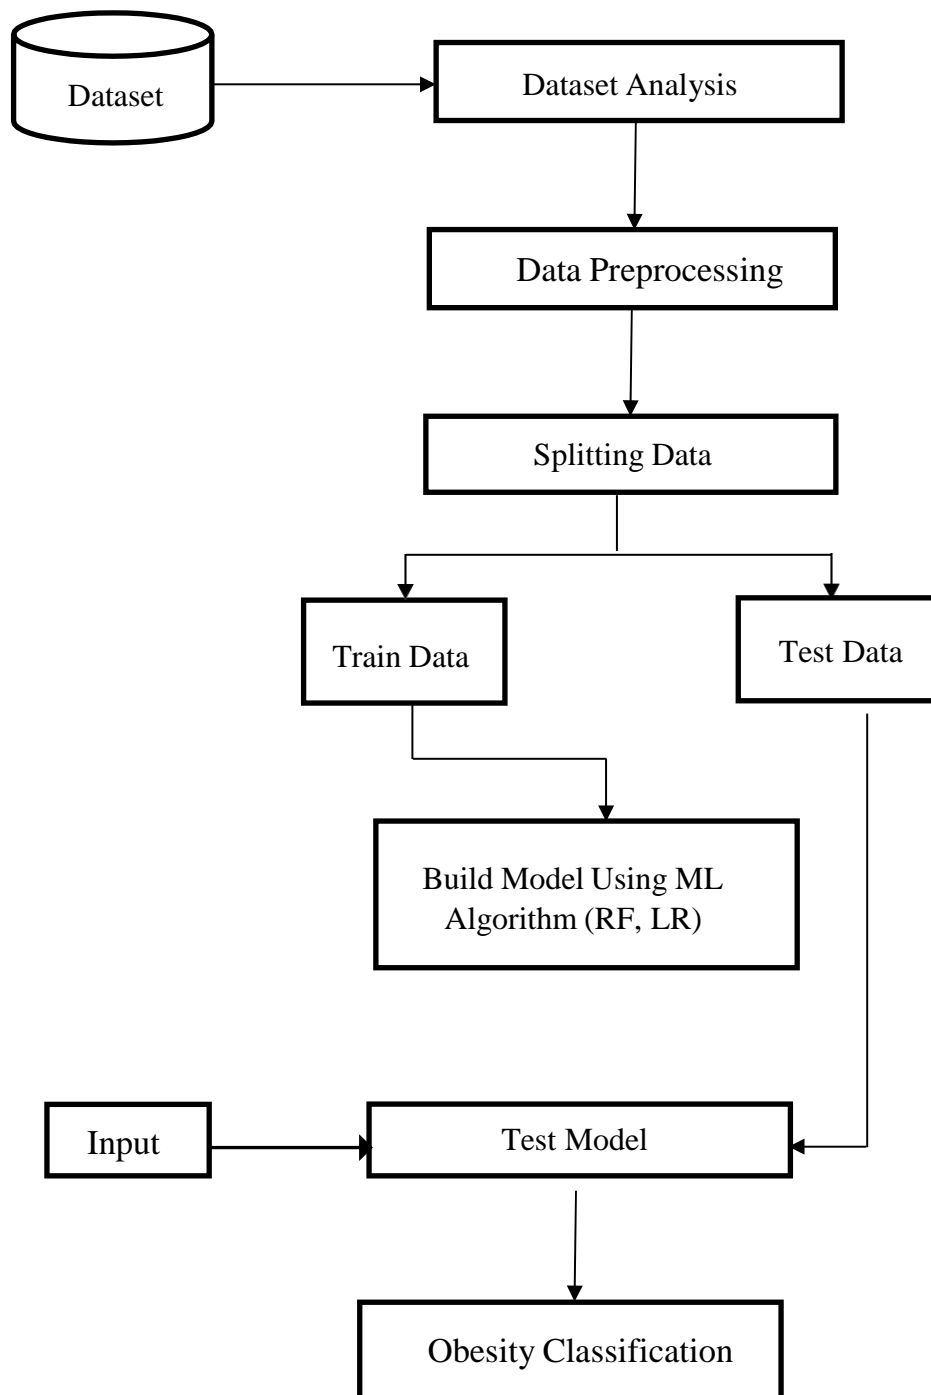 Dataset
Dataset Analysis
Data Preprocessing
Splitting Data
Train Data
Test Data
Build Model Using ML
Algorithm (RF, LR)
Input
Test Model
Obesity Classification